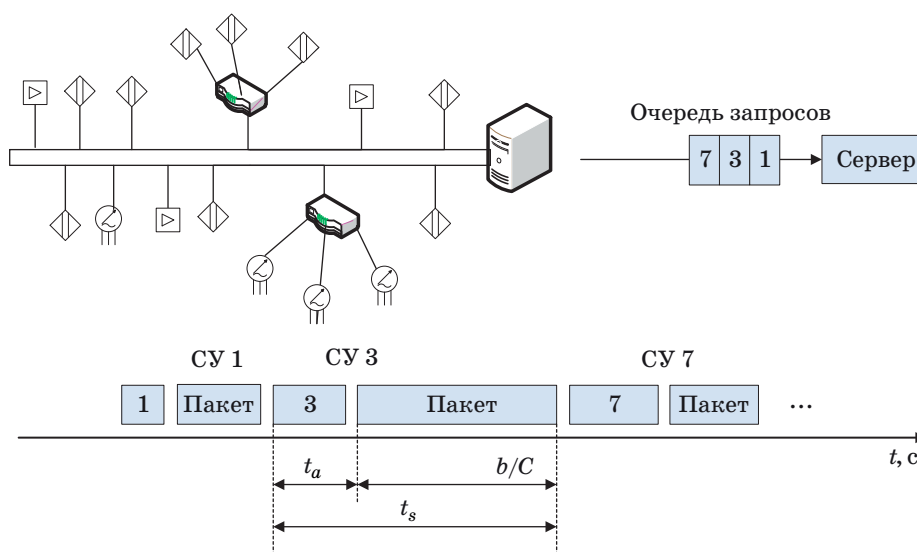 Очередь запросов
7 3 1
Сервер
СУ 1 СУ 3 СУ 7
1 Пакет 3 Пакет 7 Пакет ...
t, с
t_a b/C
t_s